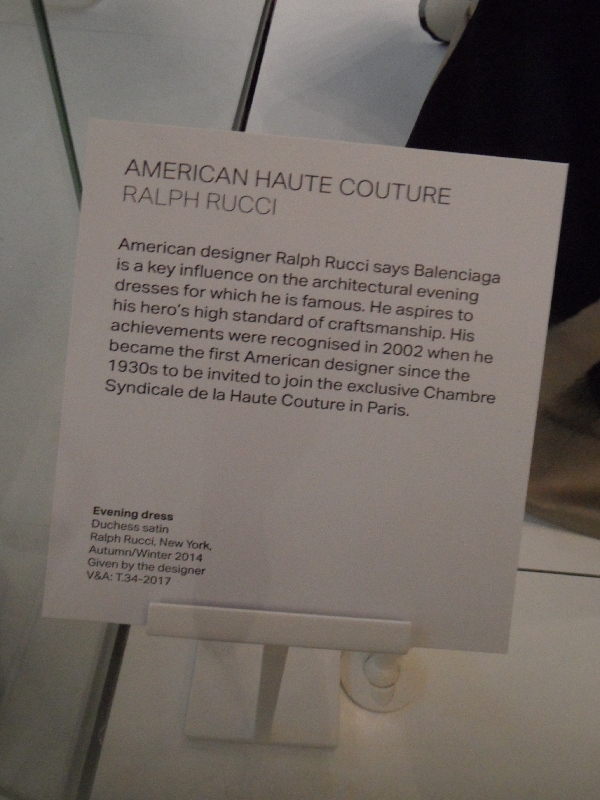 AMERICAN HAUTE COUTURE
RALPH RUCCI
American designer Ralph Rucci says Balenciaga
is a key influence on the architectural evening
dresses for which he is famous. He aspires to
his hero's high standard of craftsmanship. His
achievements were recognised in 2002 when he
became the first American designer since the
1930s to be invited to join the exclusive Chambre
Syndicale de la Haute Couture in Paris.
Evening dress
Duchess satin
Ralph Rucci, New York,
Autumn/Winter 2014
Given by the designer
V&A: T.34-2017